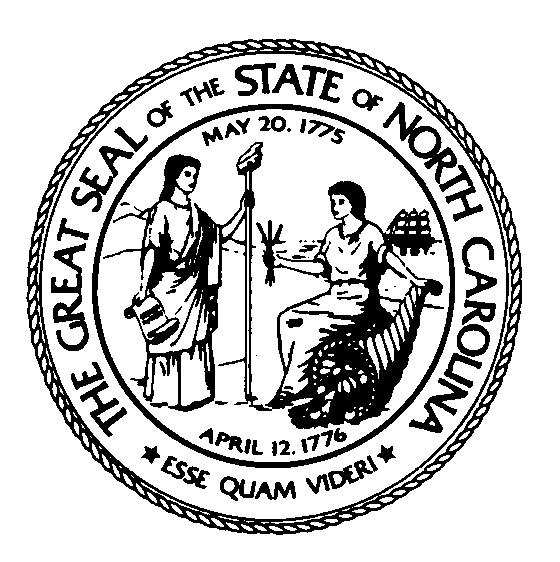 THE GREAT SEAL OF THE STATE OF NORTH CAROLINA
MAY 20. 1775
APRIL 12. 1776
★ ESSE QUAM VIDERI ★